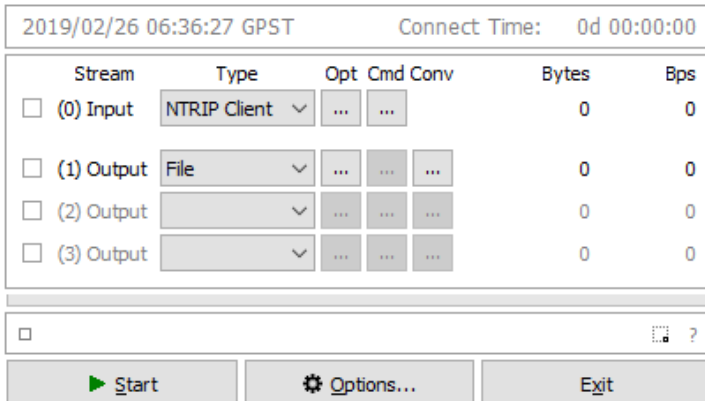 2019/02/26 06:36:27 GPST Connect Time: 0d 00:00:00
Stream Type Opt Cmd Conv Bytes Bps
(0) Input NTRIP Client ... ... 0 0
(1) Output File ... ... ... 0 0
(2) Output ... ... ... 0 0
(3) Output ... ... ... 0 0
?
Start Options... Exit